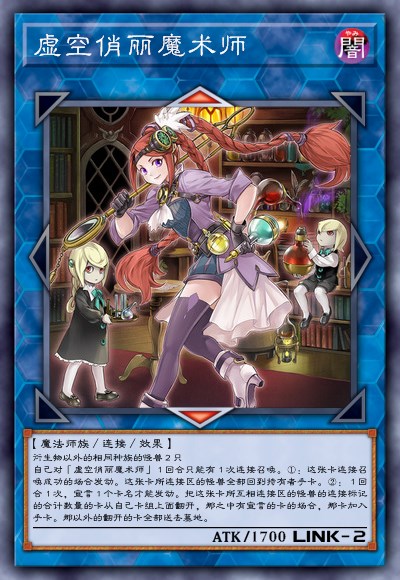 虚空俏丽魔术师
やみ
闇
【魔法师族/连接/效果】
衍生物以外的相同种族的怪兽2只
自己对「虚空俏丽魔术师」1回合只能有1次连接召唤。①：这张卡连接召
唤成功的场合发动。这张卡所连接区的怪兽全部回到持有者手卡。②：1回
合1次，宣言1个卡名才能发动。把这张卡所互相连接区的怪兽的连接标记
的合计数量的卡从自己卡组上面翻开，那之中有宣言的卡的场合，那卡加入
手卡。那以外的翻开的卡全部送去墓地。
ATK/1700 LINK-2